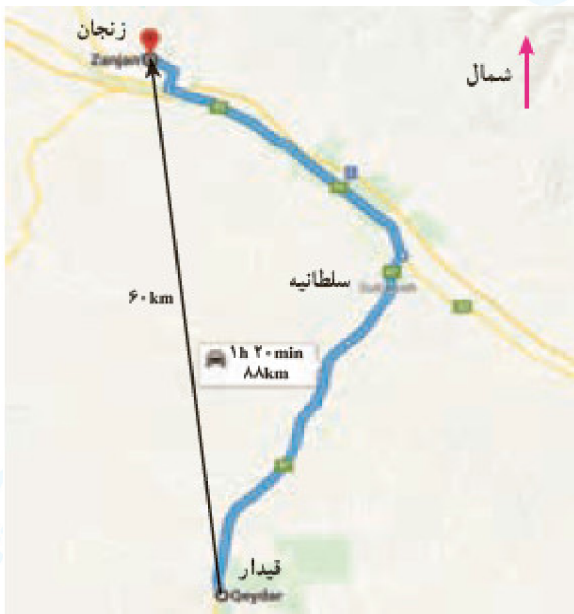 زنجان
Zanjan
شمال
سلطانیه
۶۰km
۱h ۲۰min
۸۸km
قیدار
Qeydar